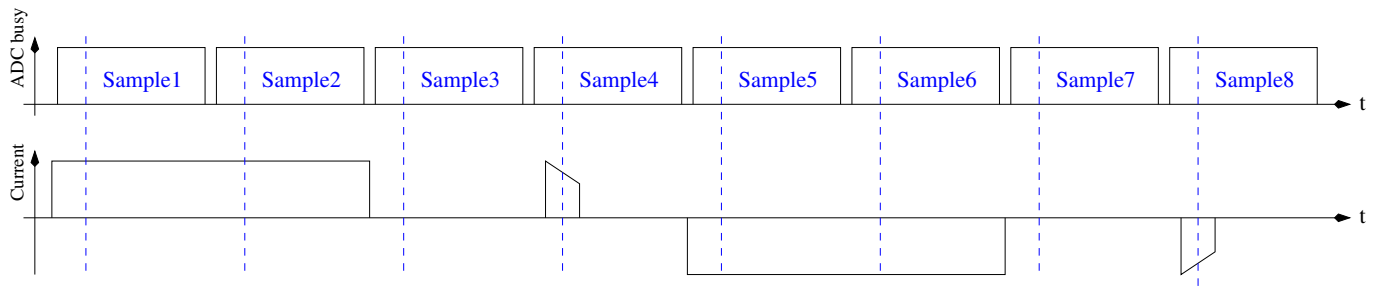 ADC busy
Sample1 Sample2 Sample3 Sample4 Sample5 Sample6 Sample7 Sample8
t
Current
t